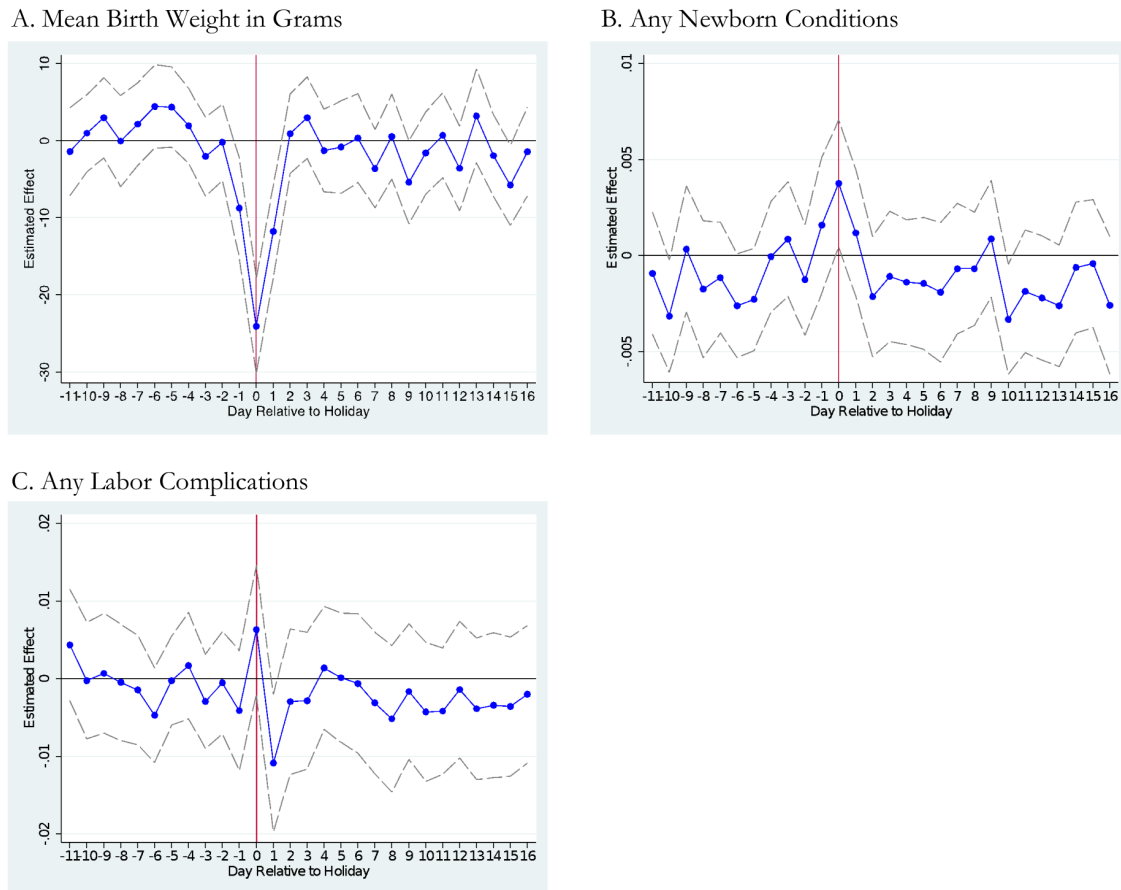 A. Mean Birth Weight in Grams
10
0
-10
-20
-30
Estimated Effect
-11-10-9 -8 -7 -6 -5 -4 -3 -2 -1 0 1 2 3 4 5 6 7 8 9 10 11 12 13 14 15 16
Day Relative to Holiday
B. Any Newborn Conditions
.01
.005
0
-.005
Estimated Effect
-11-10-9 -8 -7 -6 -5 -4 -3 -2 -1 0 1 2 3 4 5 6 7 8 9 10 11 12 13 14 15 16
Day Relative to Holiday
C. Any Labor Complications
.02
.01
0
-.01
-.02
Estimated Effect
-11-10-9 -8 -7 -6 -5 -4 -3 -2 -1 0 1 2 3 4 5 6 7 8 9 10 11 12 13 14 15 16
Day Relative to Holiday